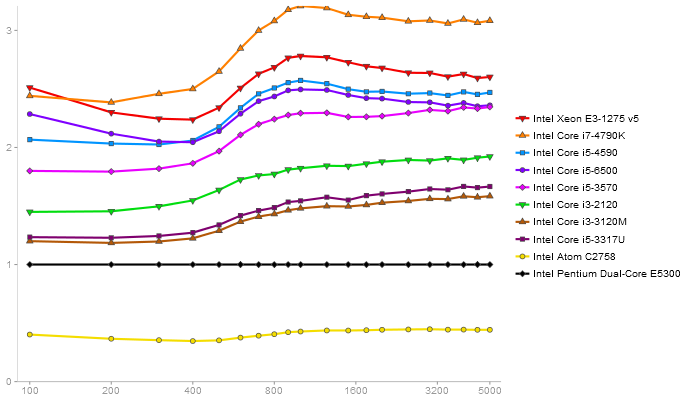 3
2
1
0
100 200 400 800 1600 3200 5000
Intel Xeon E3-1275 v5
Intel Core i7-4790K
Intel Core i5-4590
Intel Core i5-6500
Intel Core i5-3570
Intel Core i3-2120
Intel Core i3-3120M
Intel Core i5-3317U
Intel Atom C2758
Intel Pentium Dual-Core E5300